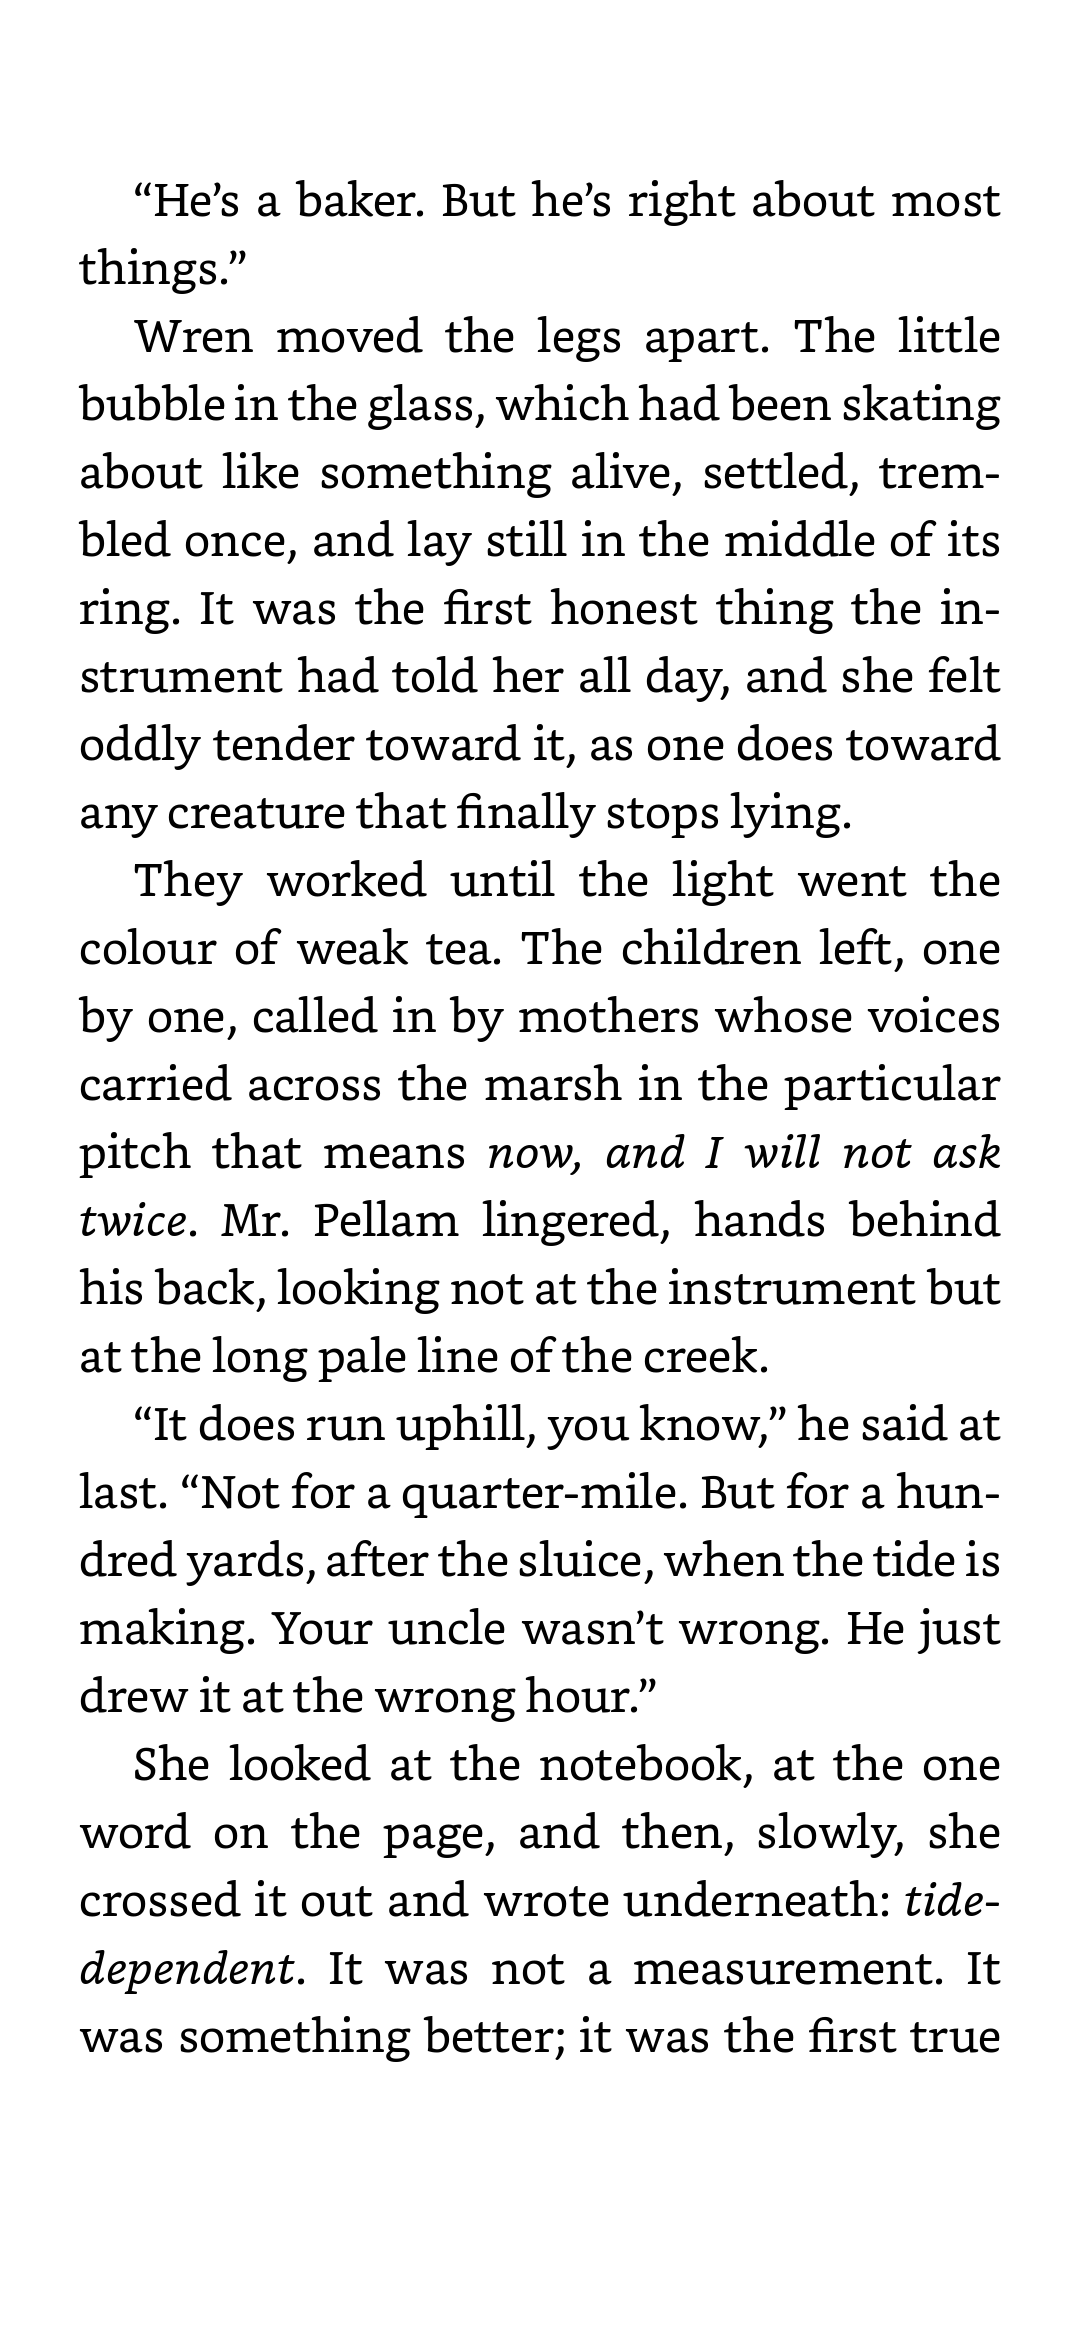 “He’s a baker. But he’s right about most
things.”
Wren moved the legs apart. The little
bubble in the glass, which had been skating
about like something alive, settled, trem-
bled once, and lay still in the middle of its
ring. It was the first honest thing the in-
strument had told her all day, and she felt
oddly tender toward it, as one does toward
any creature that finally stops lying.
They worked until the light went the
colour of weak tea. The children left, one
by one, called in by mothers whose voices
carried across the marsh in the particular
pitch that means now, and I will not ask
twice. Mr. Pellam lingered, hands behind
his back, looking not at the instrument but
at the long pale line of the creek.
“It does run uphill, you know,” he said at
last. “Not for a quarter-mile. But for a hun-
dred yards, after the sluice, when the tide is
making. Your uncle wasn’t wrong. He just
drew it at the wrong hour.”
She looked at the notebook, at the one
word on the page, and then, slowly, she
crossed it out and wrote underneath: tide-
dependent. It was not a measurement. It
was something better; it was the first true